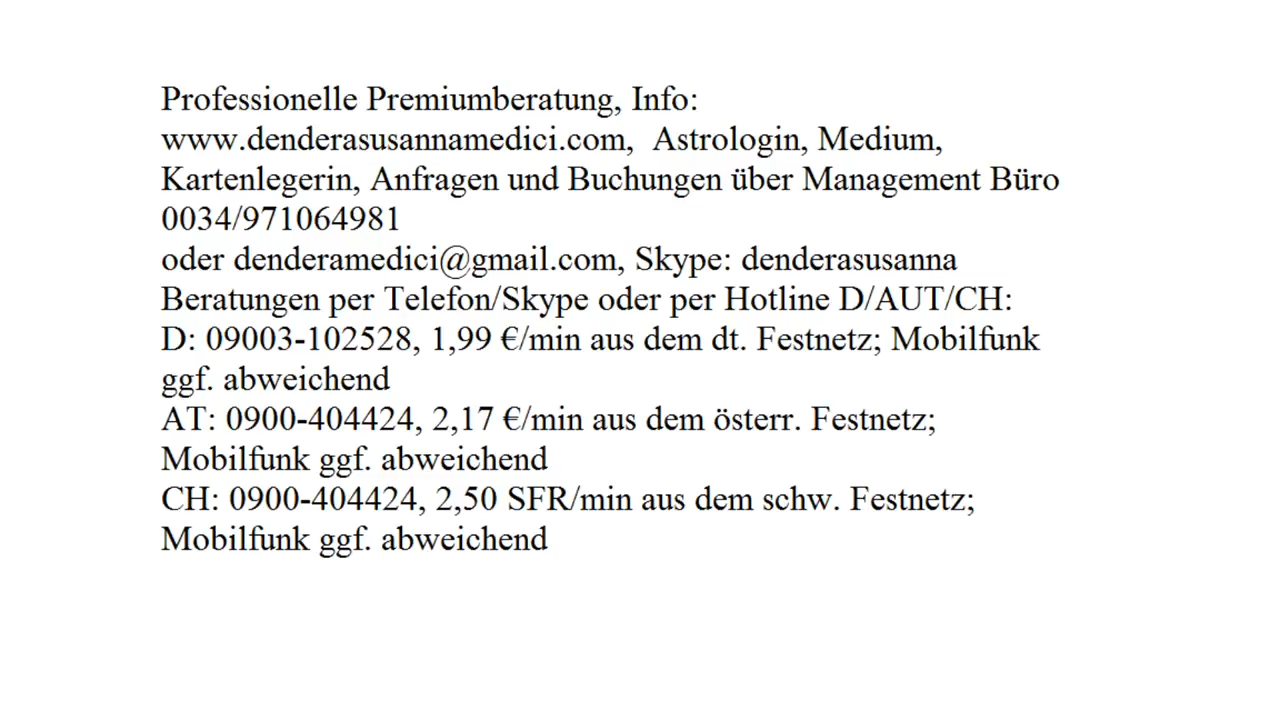 Professionelle Premiumberatung, Info:
www.denderasusannamedici.com, Astrologin, Medium,
Kartenlegerin, Anfragen und Buchungen über Management Büro
0034/971064981
oder denderamedici@gmail.com, Skype: denderasusanna
Beratungen per Telefon/Skype oder per Hotline D/AUT/CH:
D: 09003-102528, 1,99 €/min aus dem dt. Festnetz; Mobilfunk
ggf. abweichend
AT: 0900-404424, 2,17 €/min aus dem österr. Festnetz;
Mobilfunk ggf. abweichend
CH: 0900-404424, 2,50 SFR/min aus dem schw. Festnetz;
Mobilfunk ggf. abweichend